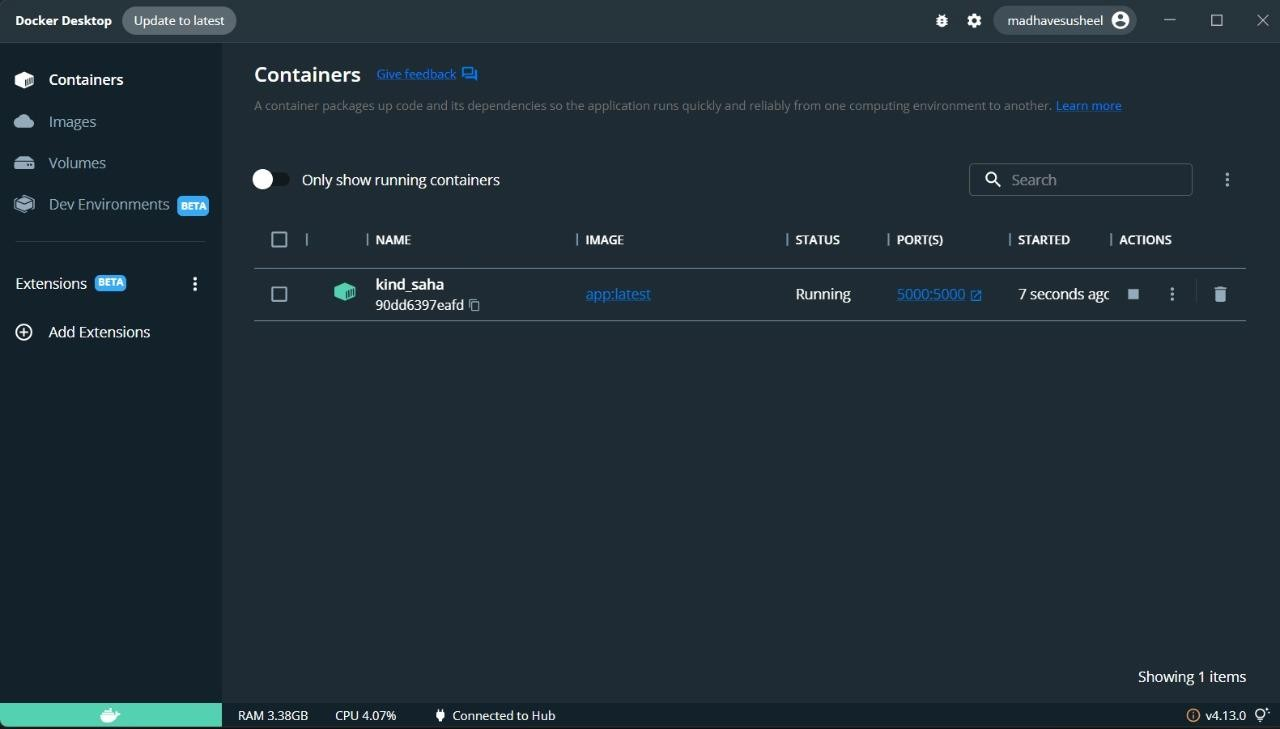 Docker Desktop Update to latest madhavesusheel
Containers
Images
Volumes
Dev Environments BETA
Extensions BETA
Add Extensions
Containers Give feedback
A container packages up code and its dependencies so the application runs quickly and reliably from one computing environment to another. Learn more
Only show running containers Search
NAME IMAGE STATUS PORT(S) STARTED ACTIONS
kind_saha
90dd6397eafd
app:latest Running 5000:5000 7 seconds agc
Showing 1 items
RAM 3.38GB CPU 4.07% Connected to Hub v4.13.0